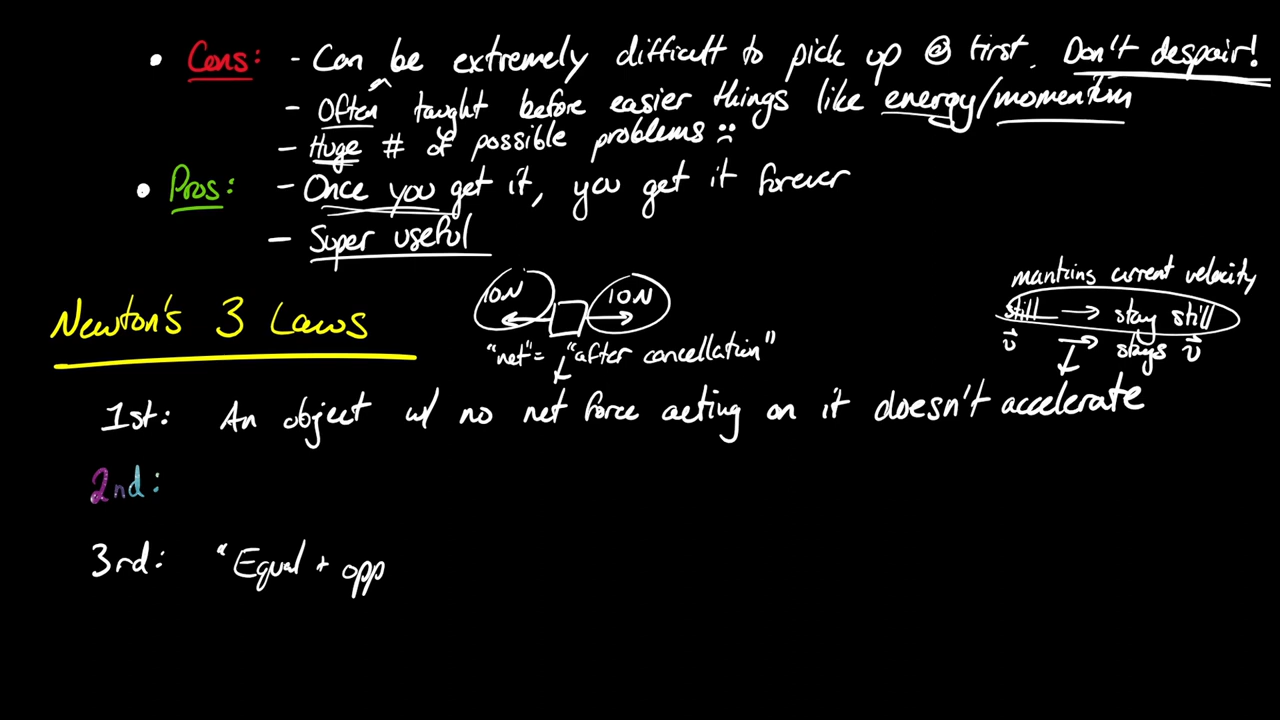 • Cons: - Can be extremely difficult to pick up @ first. Don't despair!
- Often taught before easier things like energy/momentum
- Huge # of possible problems :(
• Pros: - Once you get it, you get it forever
- Super useful
10N 10N
mantains current velocity
still → stay still
Newton's 3 Laws
"net" = "after cancellation"
v⃗ → stays v⃗
1st: An object w/ no net force acting on it doesn't accelerate
2nd:
3rd: "Equal + opp